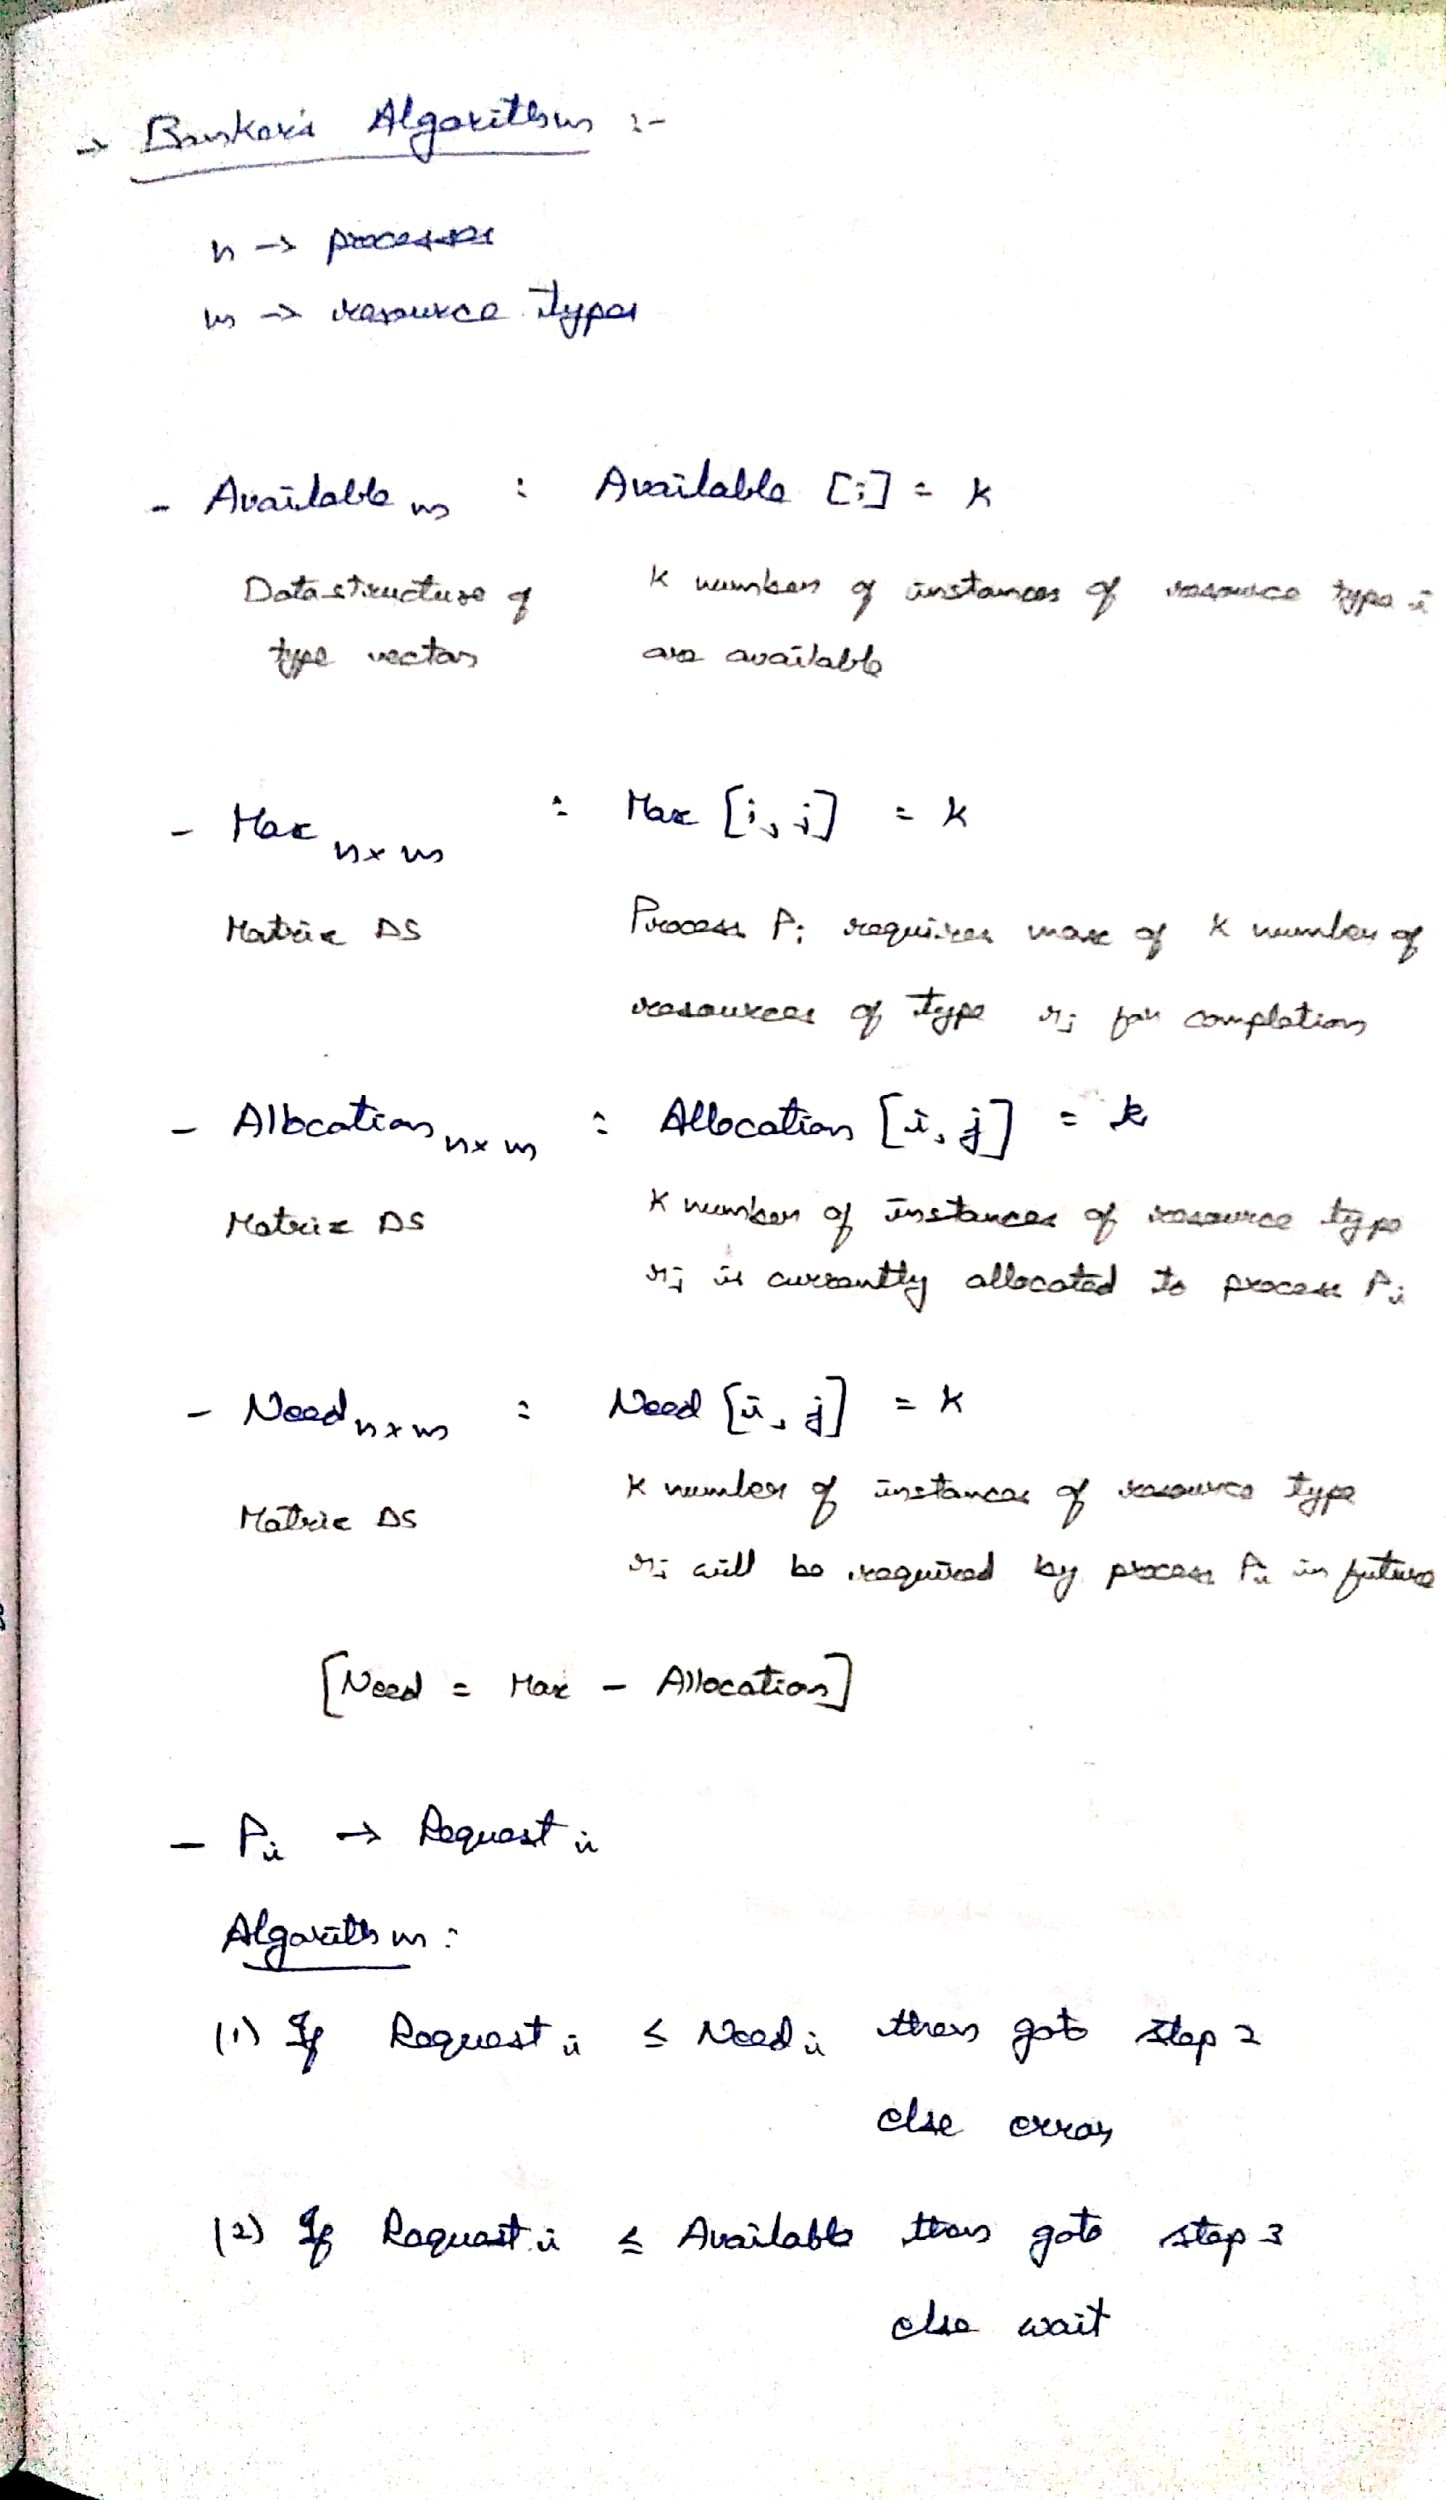 → Banker's Algorithm :-
n → processes
m → resource types
- Available m : Available [i] = k
Data structure of k number of instances of resource type i
type vector are available
- Max n×m : Max [i, j] = k
Matrix DS Process Pi requires max of k number of
resources of type rj for completion
- Allocation n×m : Allocation [i, j] = k
Matrix DS k number of instances of resource type
rj is currently allocated to process Pi
- Need n×m : Need [i, j] = k
Matrix DS k number of instances of resource type
rj will be required by process Pi in future
[Need = Max - Allocation]
- Pi → Request i
Algorithm :
(1) If Request i ≤ Need i then goto step 2
else error
(2) If Request i ≤ Available then goto step 3
else wait